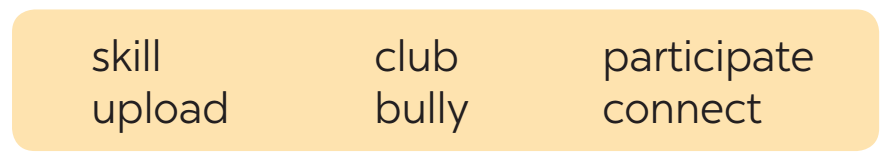 skill club participate
upload bully connect